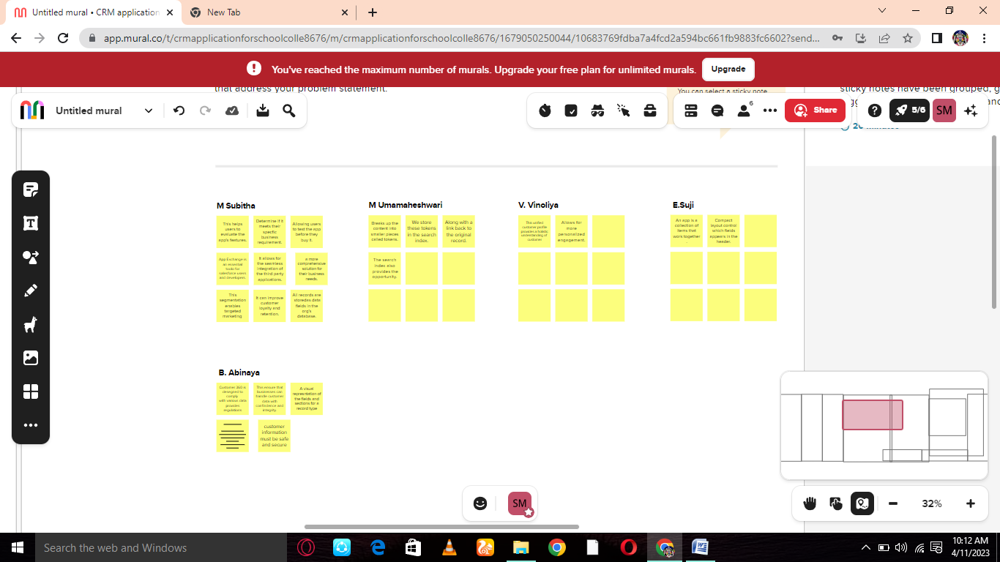 Untitled mural • CRM application
New Tab
app.mural.co/t/crmapplicationforschoolcolle8676/m/crmapplicationforschoolcolle8676/1679050250044/10683769fdba7a4fcd2a594bc661fb9883fc6602?send...
You've reached the maximum number of murals. Upgrade your free plan for unlimited murals.
Upgrade
that address your problem statement.
You can select a sticky note
sticky notes have been grouped, g
Untitled mural
6
Share
?
5/6
SM
M Subitha
This helps
users to
evaluate the
app's features.
Determine if it
meets their
specific
business
requirement.
Allowing users
to test the app
before they
buy it.
App Exchange is
an essential
tools for
salesforce users
and developers.
It allows for
the seemless
integration of
the third party
applications.
a more
comprehensive
solution for
their business
needs.
This
segmentation
enables
targeted
marketing
It can improve
customer
loyalty and
retention.
All records are
storedas data
fields in the
org's
database.
M Umamaheshwari
Breaks up the
content into
smaller pieces
called tokens.
We store
these tokens
in the search
index.
Along with a
link back to
the original
record.
The search
index also
provides the
opportunity.
V. Vinoliya
This unified
customer profile
provides a holistic
understanding of
customer
Allows for
more
personalized
engagement.
E.Suji
An app is a
collection of
items that
work together
Compact
layout control
which fields
appears in the
header.
B. Abinaya
Customer 360 is
desegned to
comply
with various data
provides
regulations
This ensure that
businesses can
handle customer
data with
confindence and
integrity
A visual
representation of
the fields and
sections for a
record type
customer
information
must be safe
and secure
SM
32%
Search the web and Windows
10:12 AM
4/11/2023